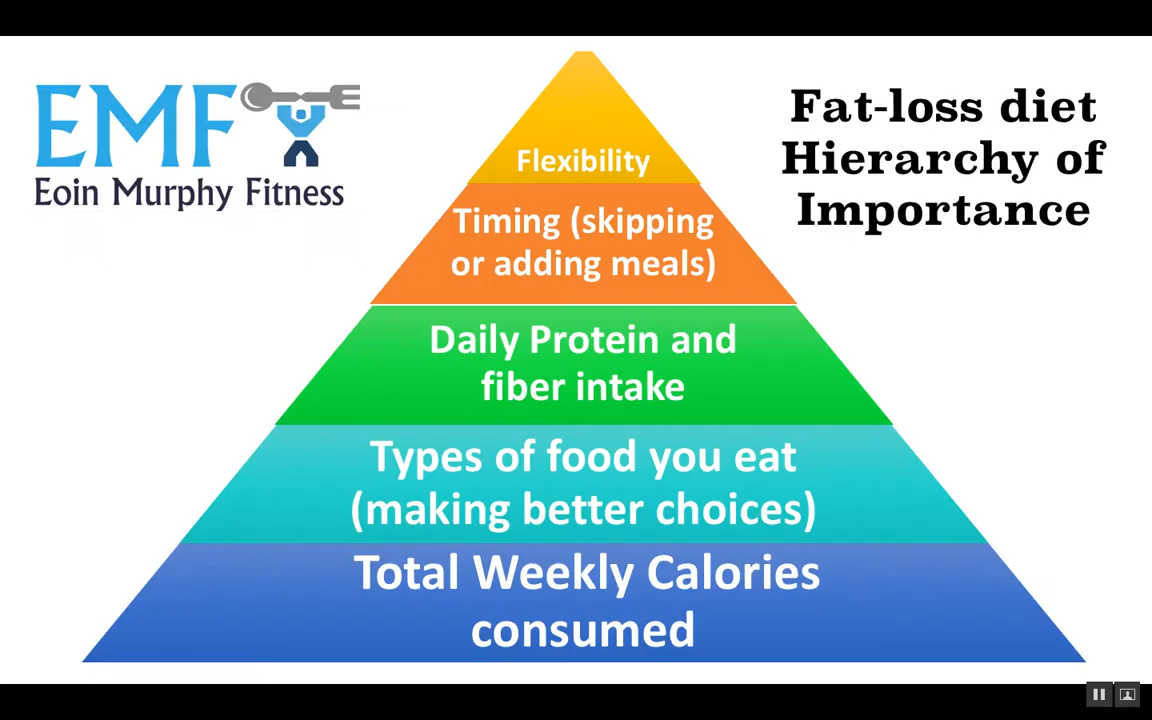 EMF
Eoin Murphy Fitness
Fat-loss diet
Hierarchy of
Importance
Flexibility
Timing (skipping
or adding meals)
Daily Protein and
fiber intake
Types of food you eat
(making better choices)
Total Weekly Calories
consumed